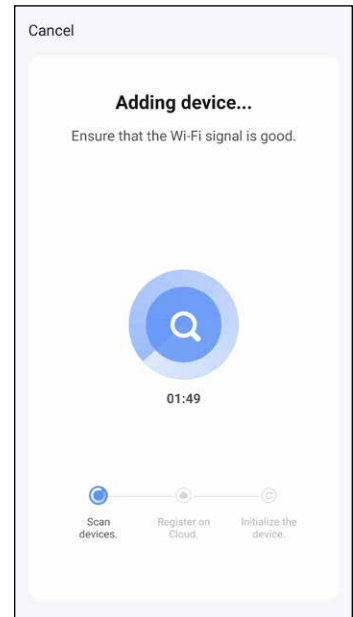 Cancel
Adding device...
Ensure that the Wi-Fi signal is good.
01:49
Scan
devices.
Register on
Cloud.
Initialize the
device.